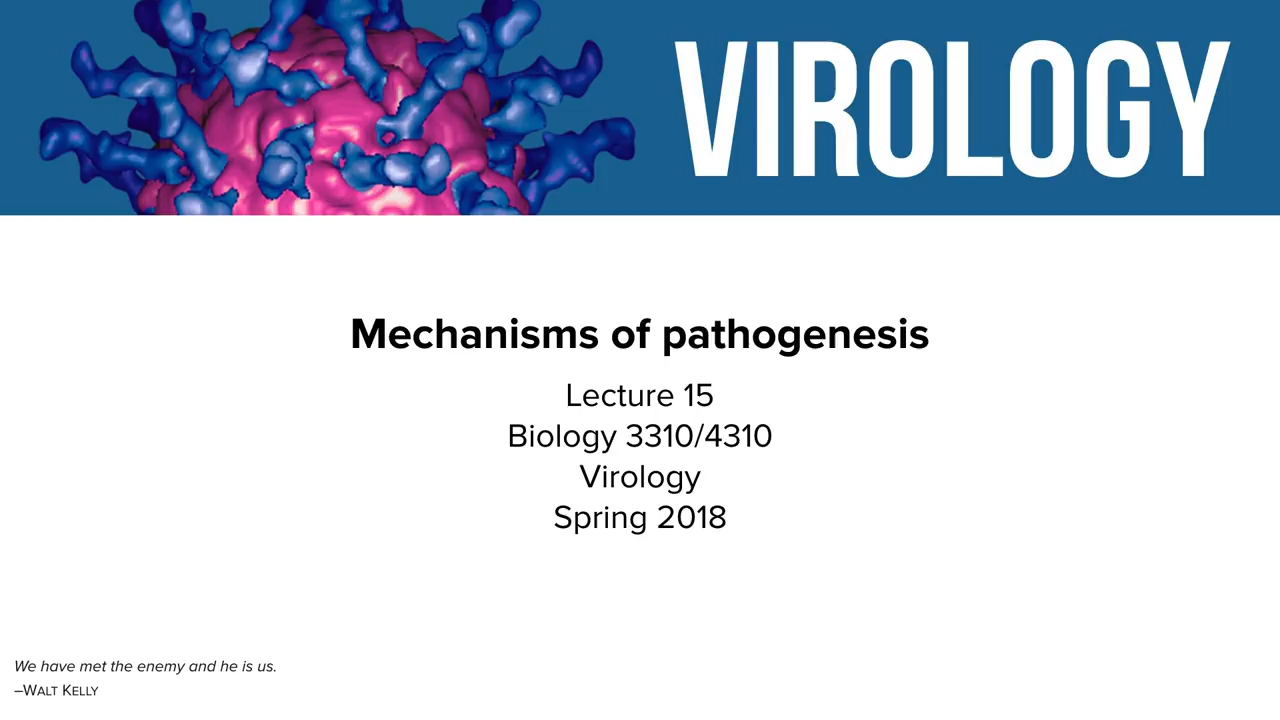 VIROLOGY
Mechanisms of pathogenesis
Lecture 15
Biology 3310/4310
Virology
Spring 2018
We have met the enemy and he is us.
–WALT KELLY